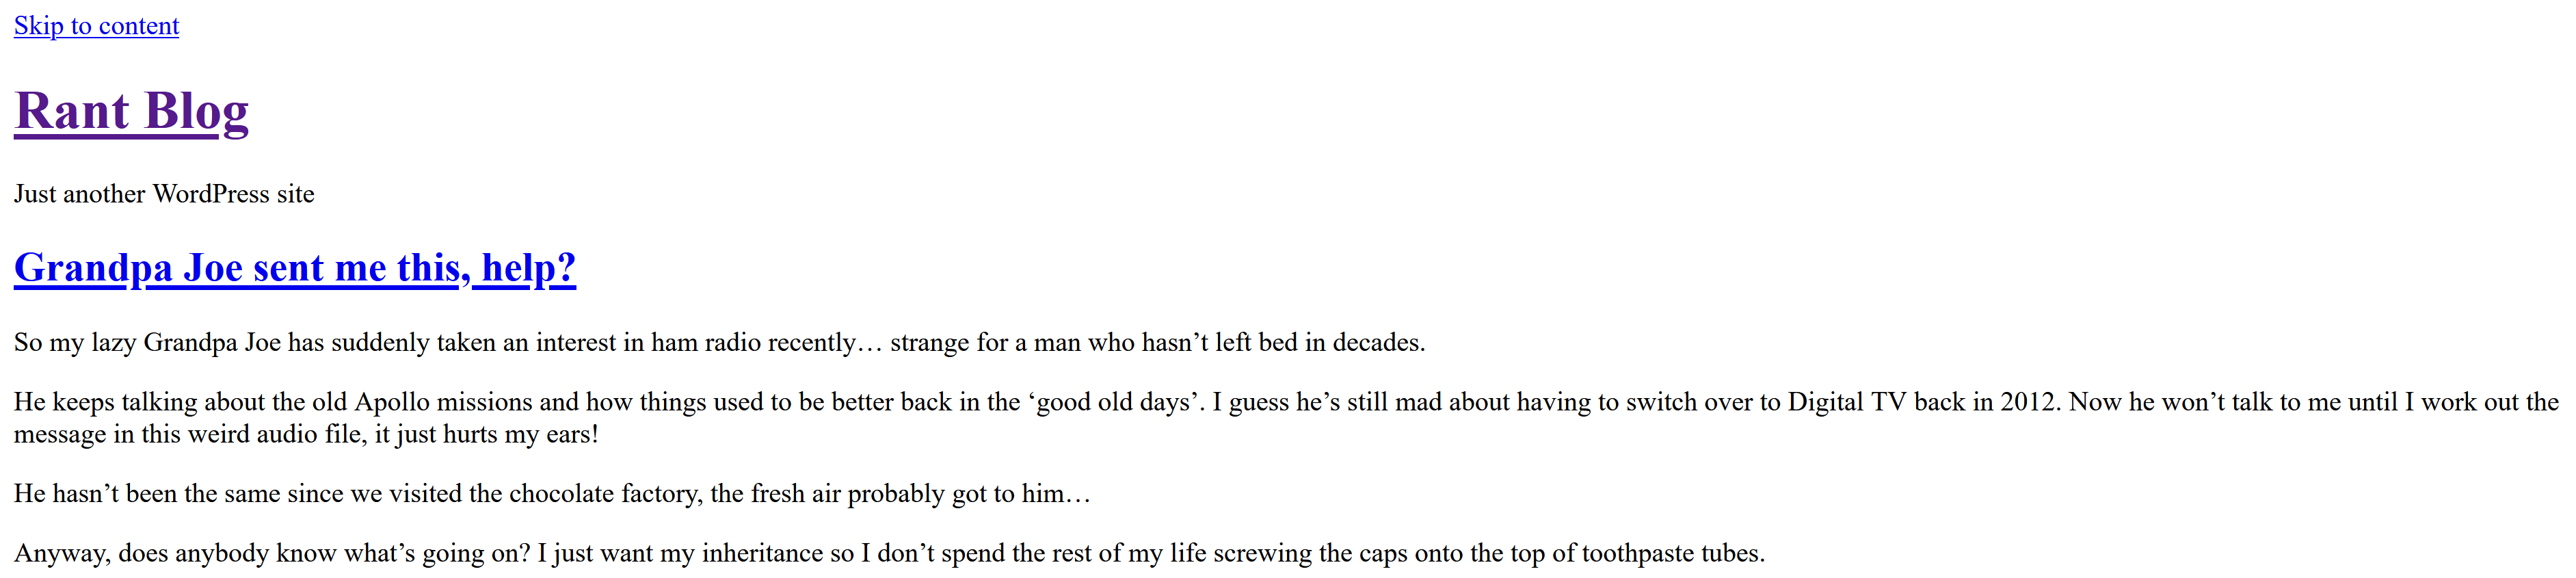 Skip to content
Rant Blog
Just another WordPress site
Grandpa Joe sent me this, help?
So my lazy Grandpa Joe has suddenly taken an interest in ham radio recently… strange for a man who hasn’t left bed in decades.
He keeps talking about the old Apollo missions and how things used to be better back in the ‘good old days’. I guess he’s still mad about having to switch over to Digital TV back in 2012. Now he won’t talk to me until I work out the
message in this weird audio file, it just hurts my ears!
He hasn’t been the same since we visited the chocolate factory, the fresh air probably got to him…
Anyway, does anybody know what’s going on? I just want my inheritance so I don’t spend the rest of my life screwing the caps onto the top of toothpaste tubes.